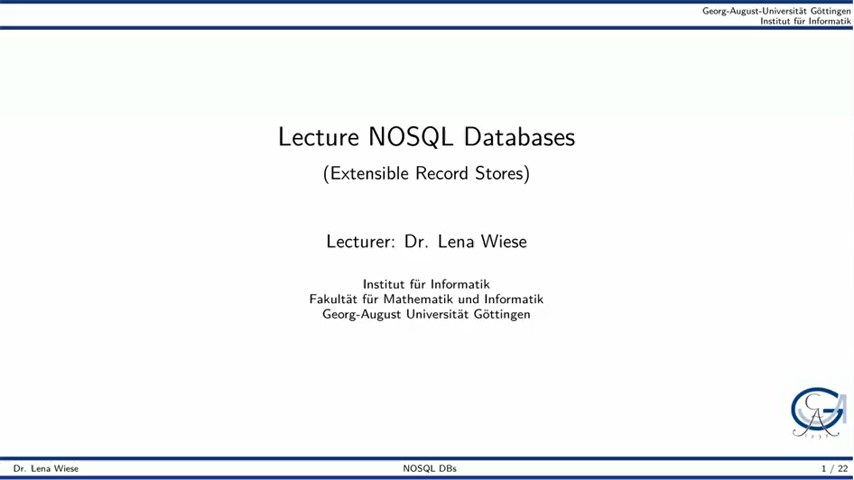 Georg-August-Universität Göttingen
Institut für Informatik
Lecture NOSQL Databases
(Extensible Record Stores)
Lecturer: Dr. Lena Wiese
Institut für Informatik
Fakultät für Mathematik und Informatik
Georg-August Universität Göttingen
Dr. Lena Wiese
NOSQL DBs
1 / 22